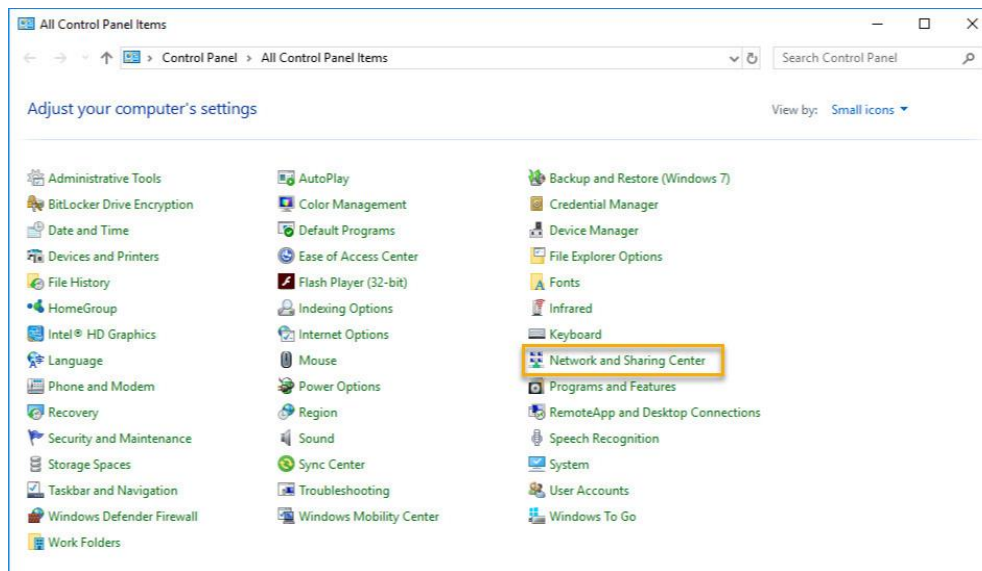 All Control Panel Items
Control Panel > All Control Panel Items
Search Control Panel
Adjust your computer's settings
View by: Small icons
Administrative Tools AutoPlay Backup and Restore (Windows 7)
BitLocker Drive Encryption Color Management Credential Manager
Date and Time Default Programs Device Manager
Devices and Printers Ease of Access Center File Explorer Options
File History Flash Player (32-bit) Fonts
HomeGroup Indexing Options Infrared
Intel® HD Graphics Internet Options Keyboard
Language Mouse Network and Sharing Center
Phone and Modem Power Options Programs and Features
Recovery Region RemoteApp and Desktop Connections
Security and Maintenance Sound Speech Recognition
Storage Spaces Sync Center System
Taskbar and Navigation Troubleshooting User Accounts
Windows Defender Firewall Windows Mobility Center Windows To Go
Work Folders